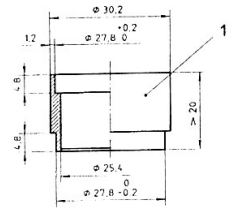 ø 30,2
+0.2
1,2 ø 27,8 0
1
4.8
> 20
4.8
ø 25,4
0
ø 27,8 -0.2